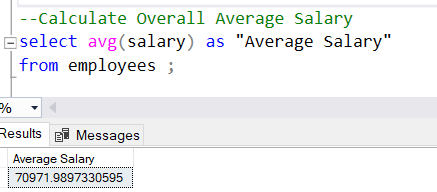 --Calculate Overall Average Salary
select avg(salary) as "Average Salary"
from employees ;
%
Results
Messages
Average Salary
70971.9897330595